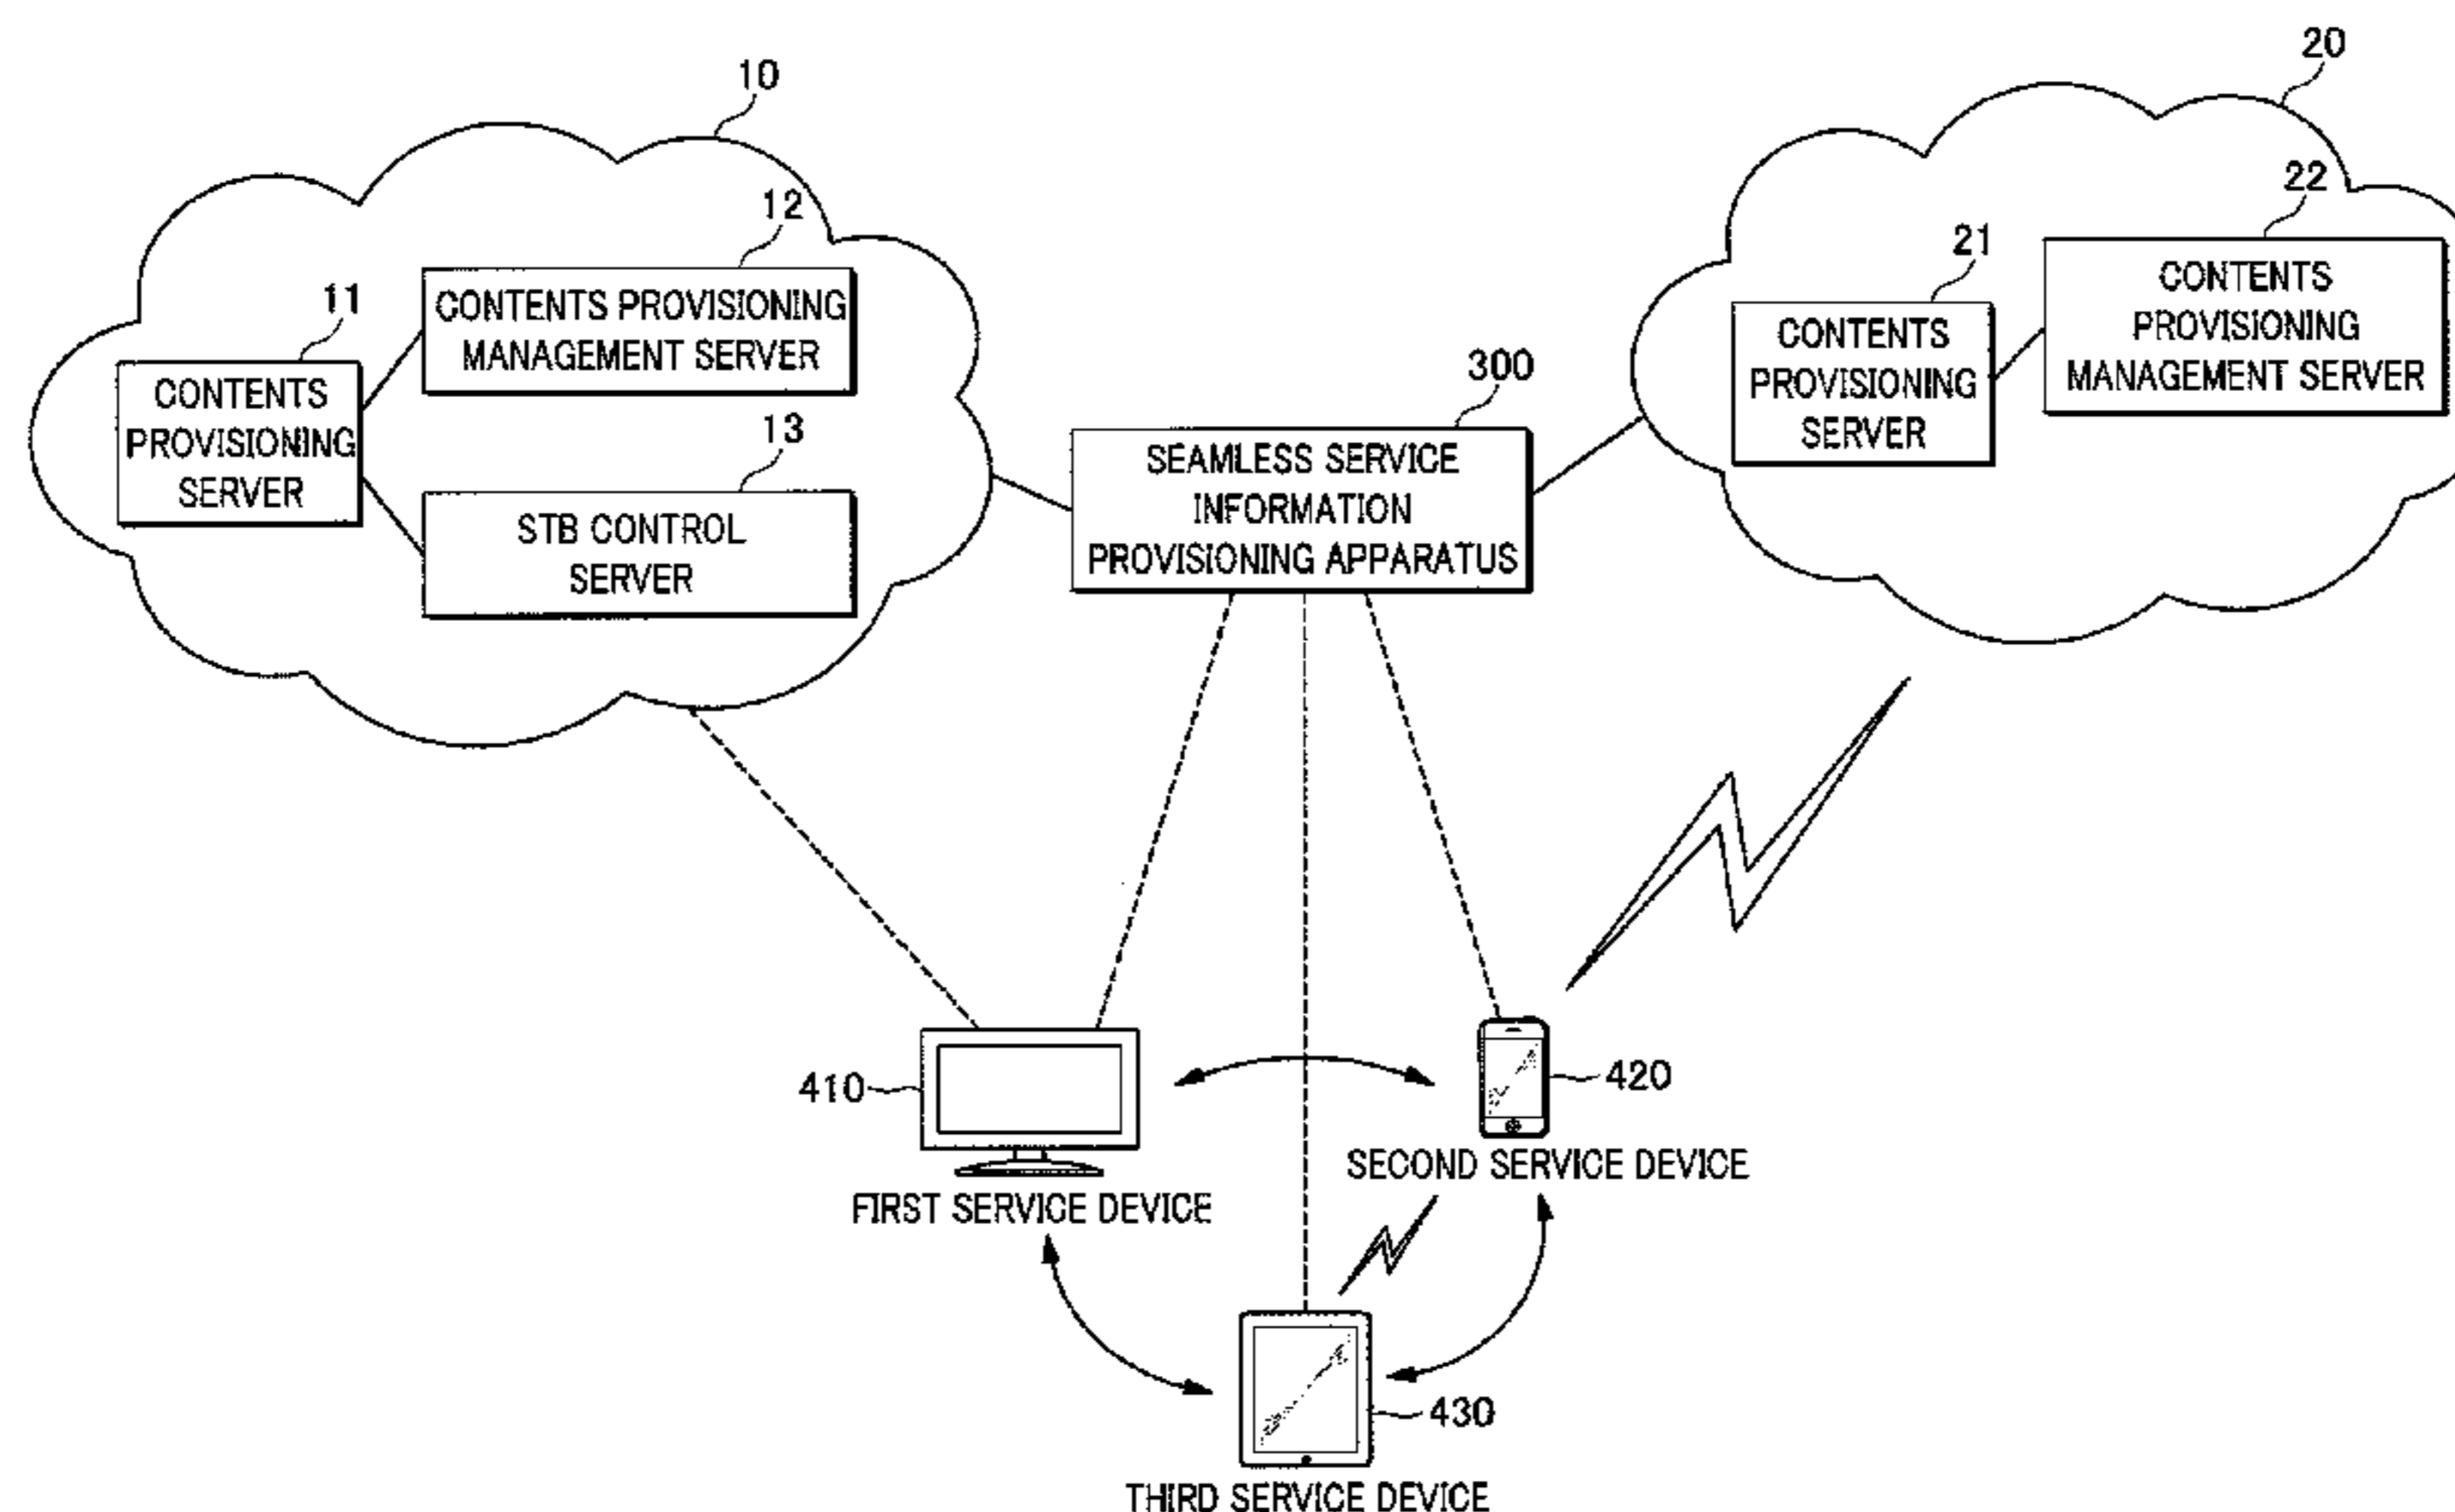 10
20
12
22
11
CONTENTS PROVISIONING
MANAGEMENT SERVER
21
CONTENTS
PROVISIONING
MANAGEMENT SERVER
CONTENTS
PROVISIONING
SERVER
300
CONTENTS
PROVISIONING
SERVER
13
SEAMLESS SERVICE
INFORMATION
PROVISIONING APPARATUS
STB CONTROL
SERVER
410
420
SECOND SERVICE DEVICE
FIRST SERVICE DEVICE
430
THIRD SERVICE DEVICE